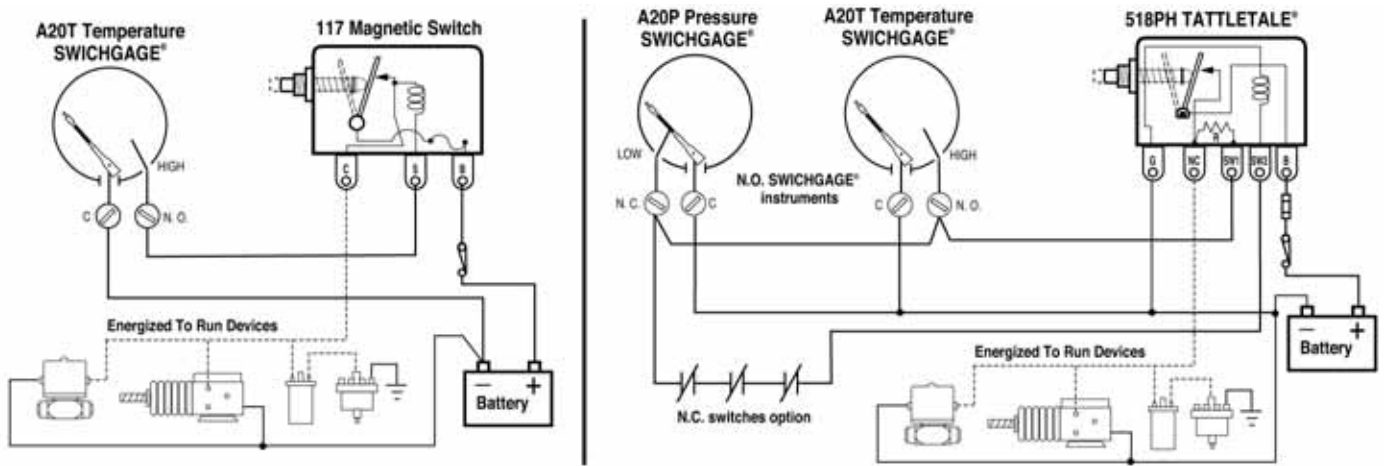 A20T Temperature
SWICHGAGE®
117 Magnetic Switch
HIGH
C
S
B
C
N. O.
Energized To Run Devices
− +
Battery
A20P Pressure
SWICHGAGE®
A20T Temperature
SWICHGAGE®
518PH TATTLETALE®
R
LOW
HIGH
G
NC
SW1
SW2
B
N.O. SWICHGAGE®
instruments
N. C.
C
C
N. O.
− +
Battery
Energized To Run Devices
N.C. switches option